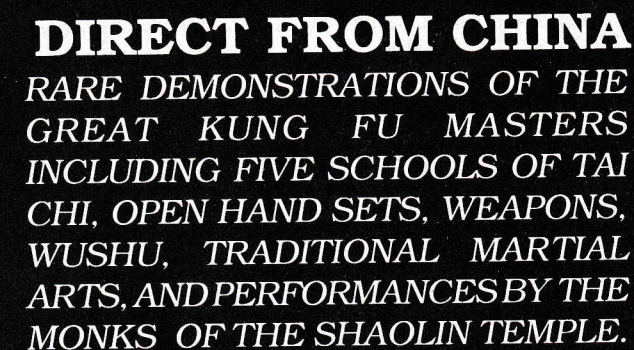 DIRECT FROM CHINA
RARE DEMONSTRATIONS OF THE
GREAT KUNG FU MASTERS
INCLUDING FIVE SCHOOLS OF TAI
CHI, OPEN HAND SETS, WEAPONS,
WUSHU, TRADITIONAL MARTIAL
ARTS, AND PERFORMANCES BY THE
MONKS OF THE SHAOLIN TEMPLE.